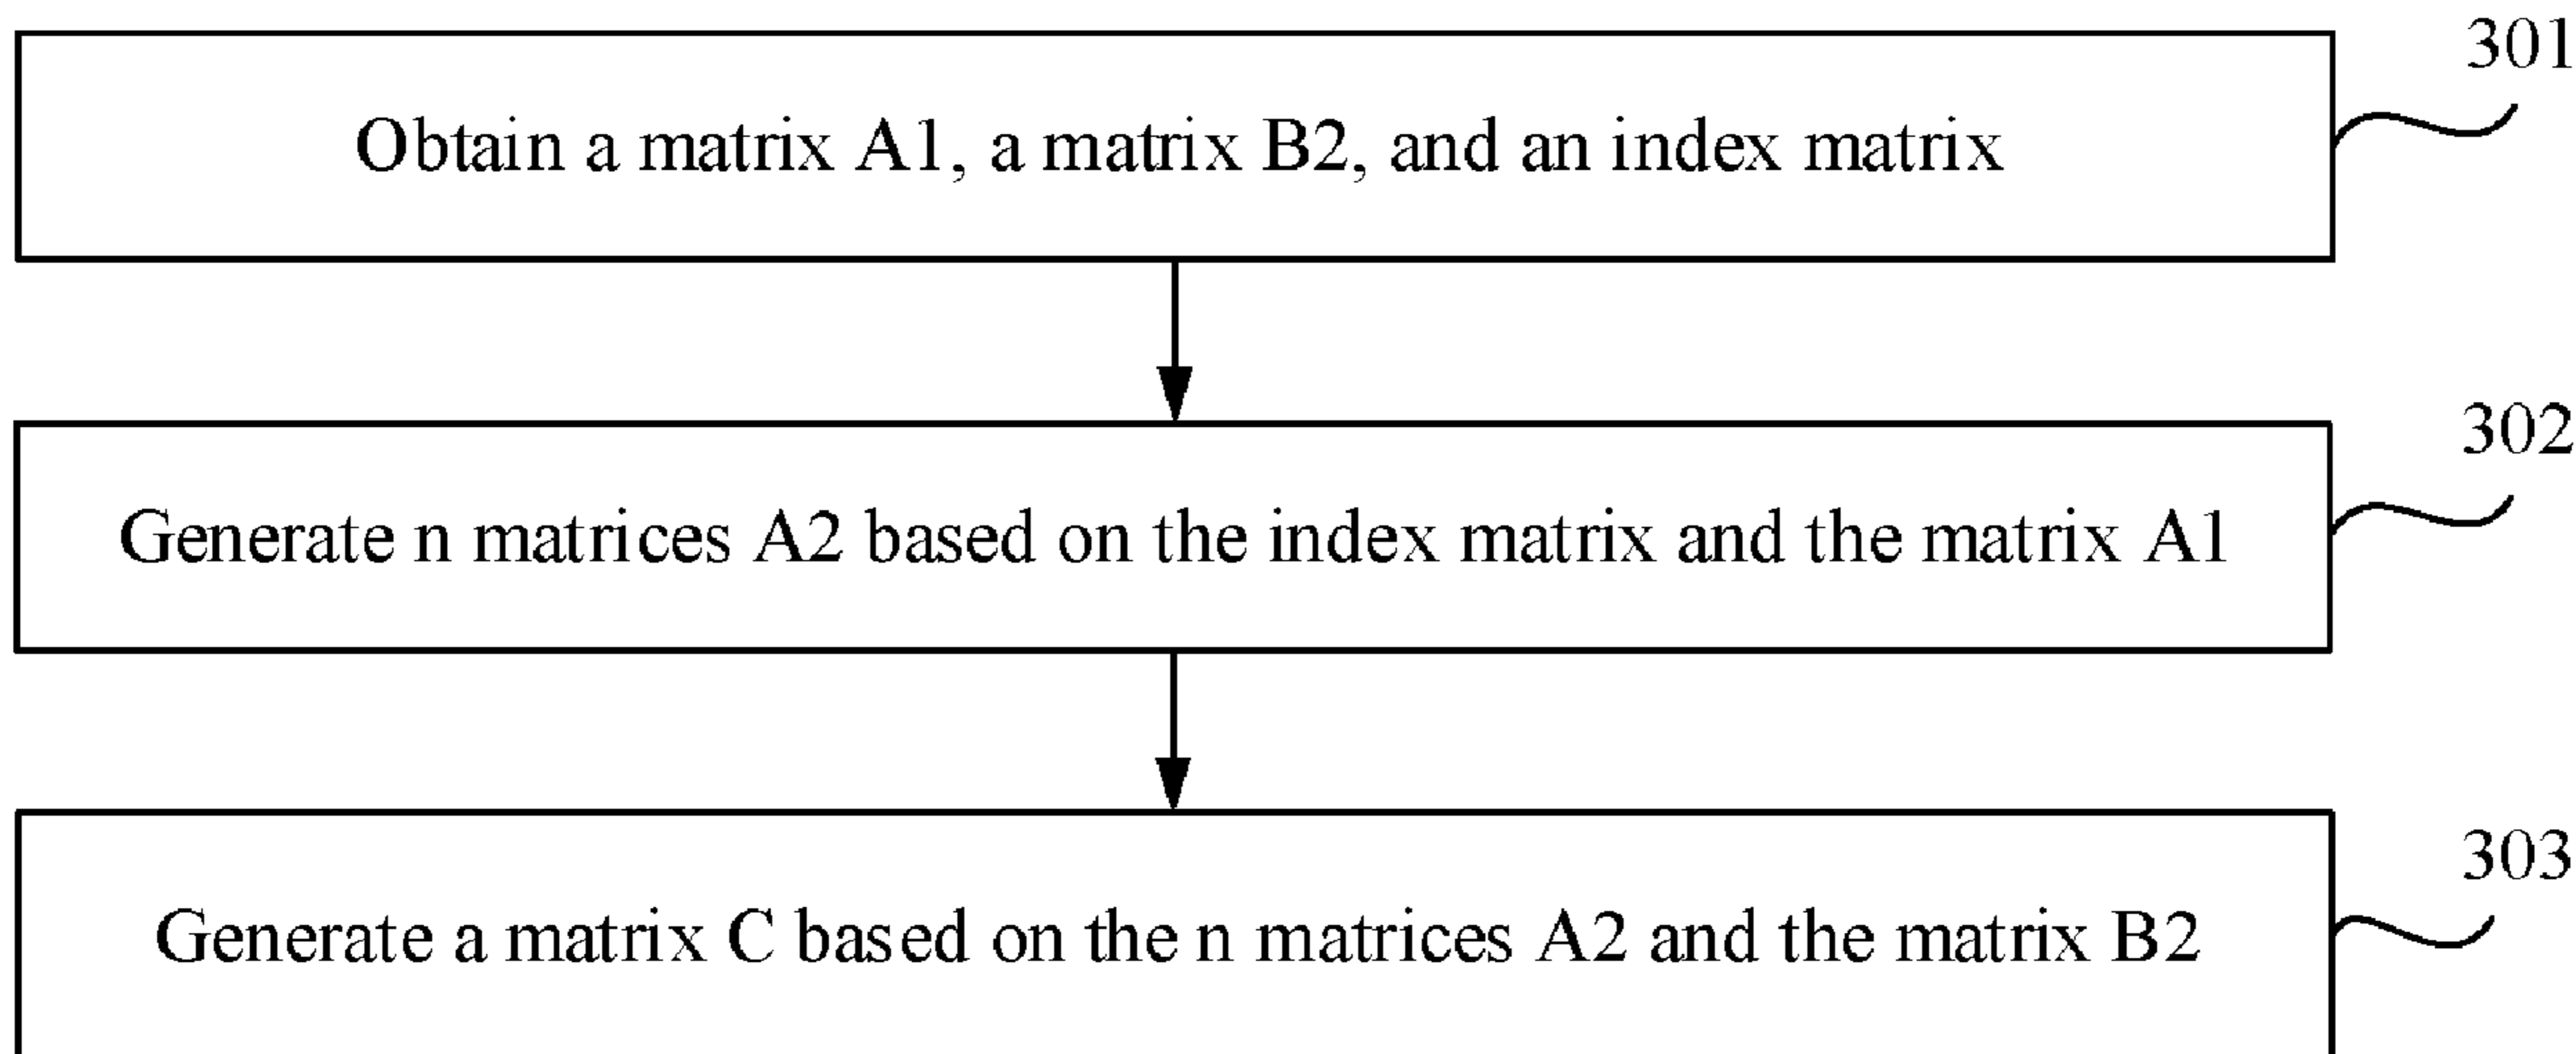 301
Obtain a matrix A1, a matrix B2, and an index matrix
302
Generate n matrices A2 based on the index matrix and the matrix A1
303
Generate a matrix C based on the n matrices A2 and the matrix B2